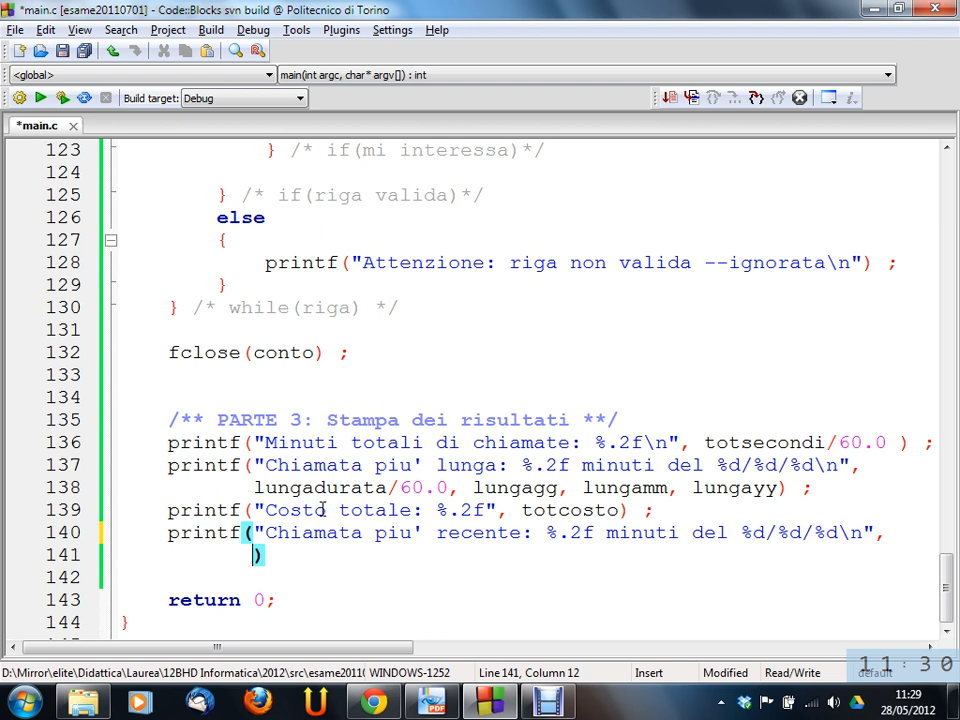 *main.c [esame20110701] - Code::Blocks svn build @ Politecnico di Torino
File Edit View Search Project Build Debug Tools Plugins Settings Help
<global> main(int argc, char* argv[]) : int
Build target: Debug
*main.c
123 } /* if(mi interessa)*/
124
125 } /* if(riga valida)*/
126 else
127 {
128 printf("Attenzione: riga non valida --ignorata\n") ;
129 }
130 } /* while(riga) */
131
132 fclose(conto) ;
133
134
135 /** PARTE 3: Stampa dei risultati **/
136 printf("Minuti totali di chiamate: %.2f\n", totsecondi/60.0 ) ;
137 printf("Chiamata piu' lunga: %.2f minuti del %d/%d/%d\n",
138 lungadurata/60.0, lungagg, lungamm, lungayy) ;
139 printf("Costo totale: %.2f", totcosto) ;
140 printf("Chiamata piu' recente: %.2f minuti del %d/%d/%d\n",
141 )
142
143 return 0;
144 }
D:\Mirror\elite\Didattica\Laurea\12BHD Informatica\2012\src\esame2011( WINDOWS-1252 Line 141, Column 12 Insert Modified Read/Write default
11:30
11:29
28/05/2012